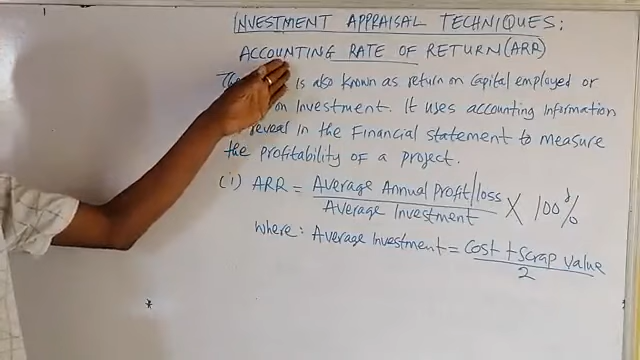 INVESTMENT APPRAISAL TECHNIQUES:
ACCOUNTING RATE OF RETURN (ARR)
is also known as return on Capital employed or
on Investment. It uses accounting information
reveal in the Financial statement to measure
the profitability of a project.
(i) ARR = Average Annual Profit/loss
Average Investment
X 100%
where: Average Investment = Cost + Scrap value
2